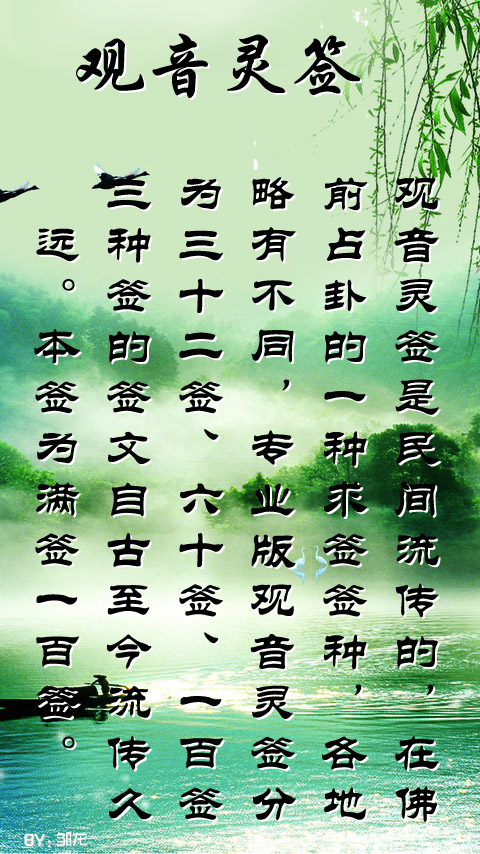 观音灵签
观音灵签是民间流传的，在佛
前占卦的一种求签签种，各地
略有不同，专业版观音灵签分
为三十二签、六十签、一百签
三种签的签文自古至今流传久
远。本签为满签一百签。
BY：邹龙